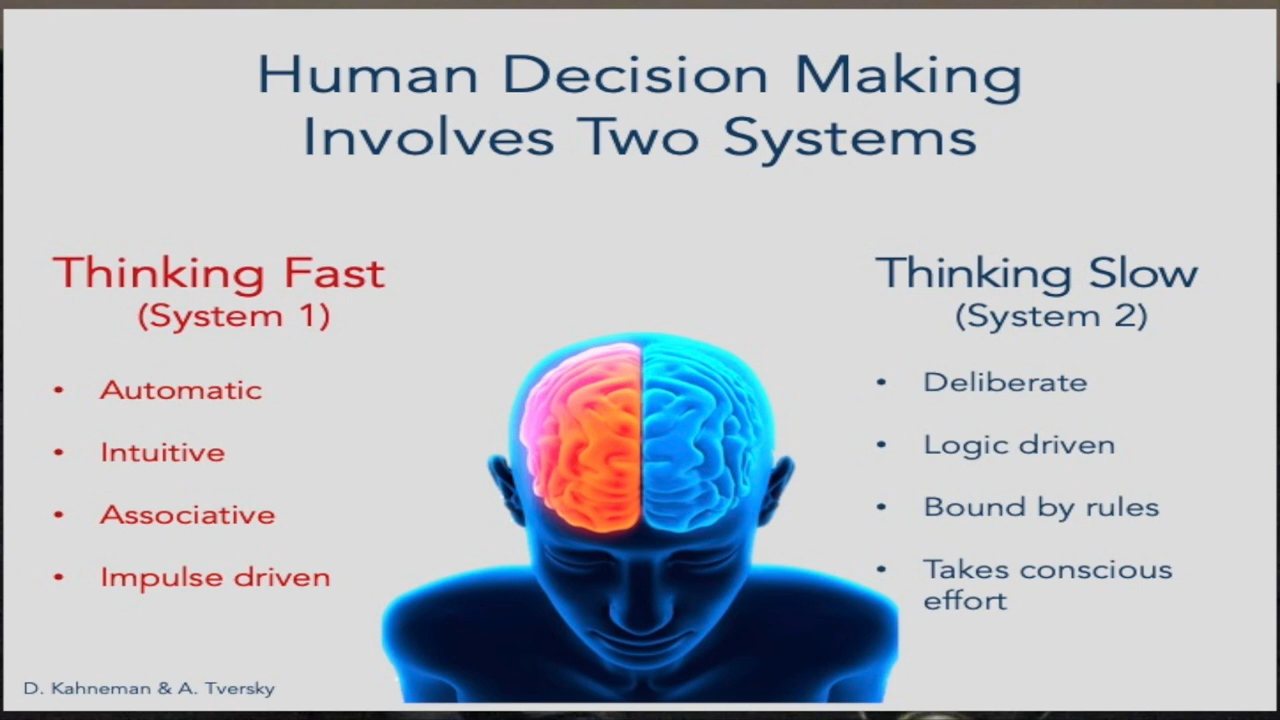 Human Decision Making
Involves Two Systems
Thinking Fast
(System 1)
• Automatic
• Intuitive
• Associative
• Impulse driven
Thinking Slow
(System 2)
• Deliberate
• Logic driven
• Bound by rules
• Takes conscious
effort
D. Kahneman & A. Tversky